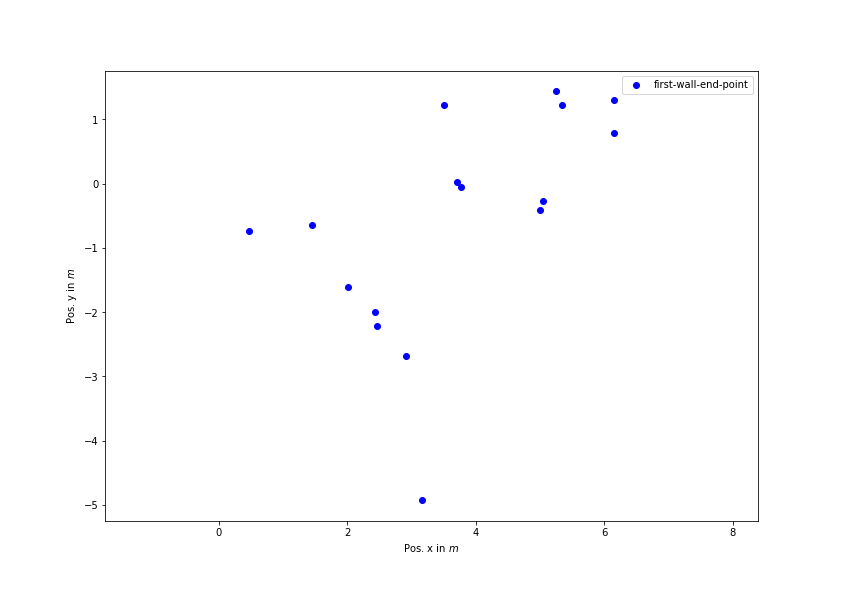 first-wall-end-point
1
0
−1
−2
−3
−4
−5
Pos. y in m
0 2 4 6 8
Pos. x in m